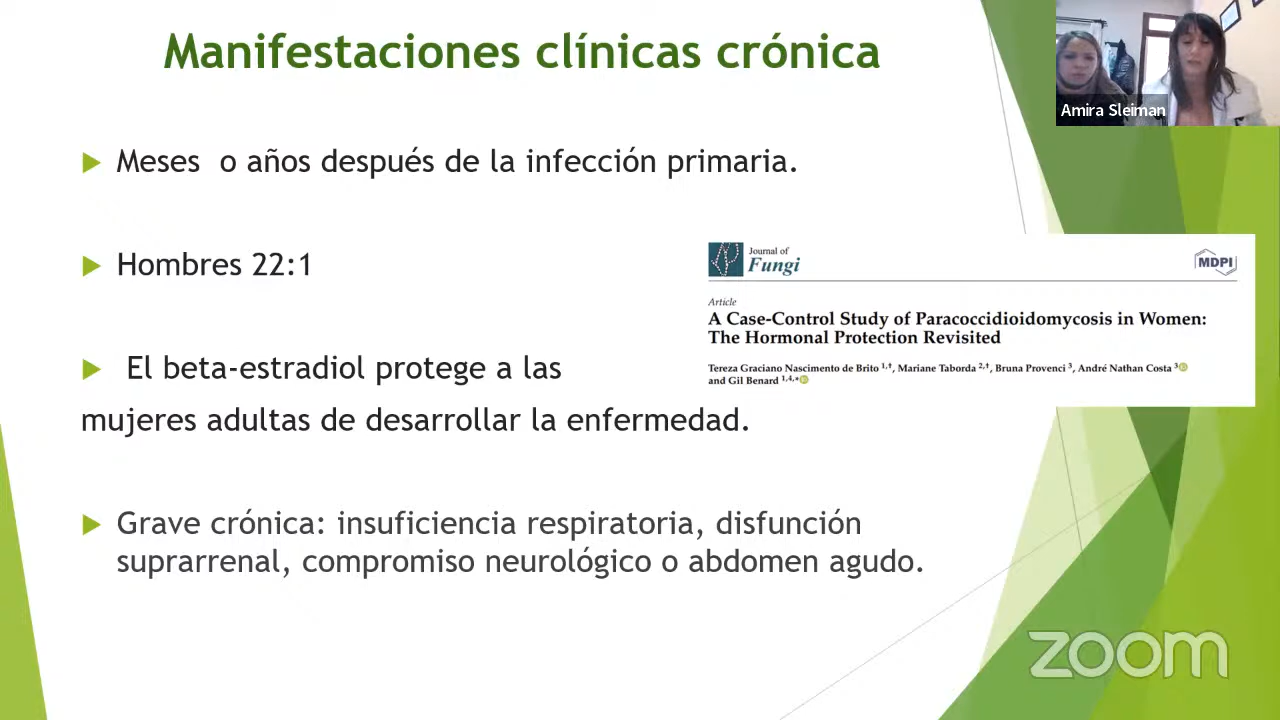 Manifestaciones clínicas crónica
Amira Sleiman
Meses o años después de la infección primaria.
Hombres 22:1
El beta-estradiol protege a las
mujeres adultas de desarrollar la enfermedad.
Grave crónica: insuficiencia respiratoria, disfunción
suprarrenal, compromiso neurológico o abdomen agudo.
Journal of
Fungi
MDPI
Article
A Case-Control Study of Paracoccidioidomycosis in Women:
The Hormonal Protection Revisited
Tereza Graciano Nascimento de Brito 1,†, Mariane Taborda 2,†, Bruna Provenci 3, André Nathan Costa 3
and Gil Benard 1,4,*
zoom